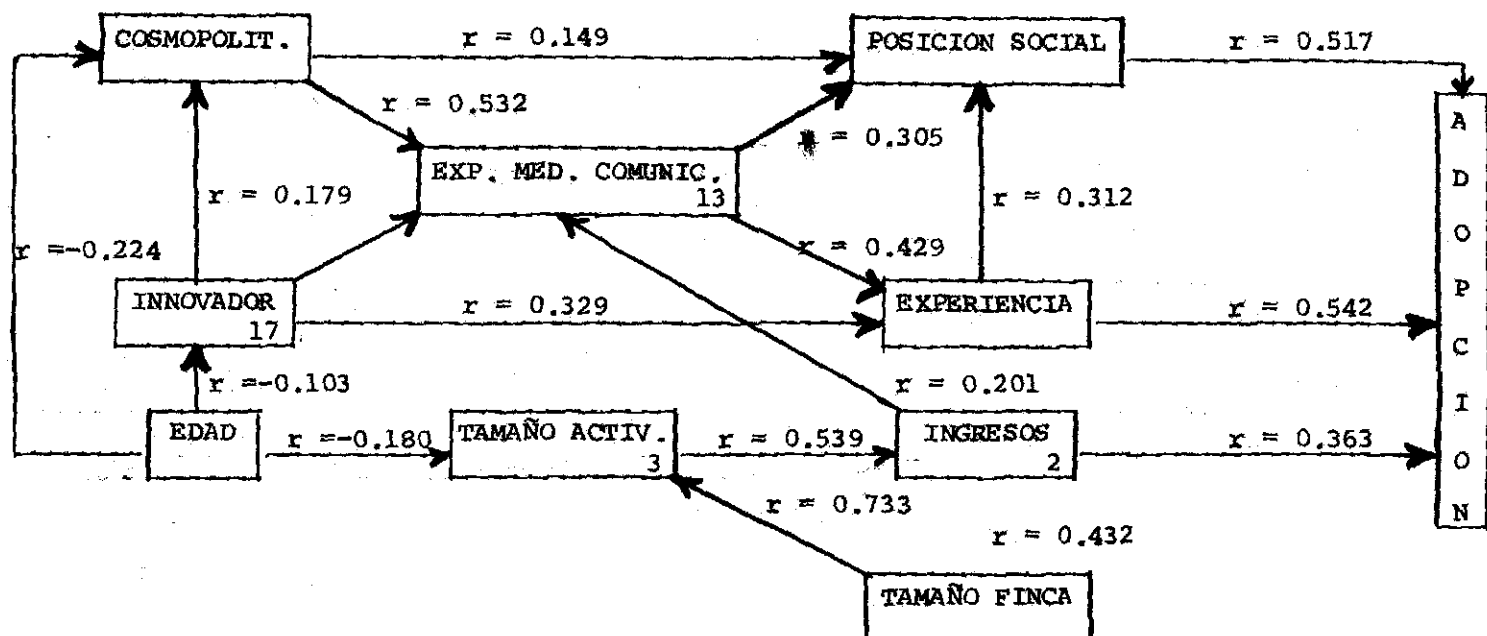 COSMOPOLIT.
r = 0.149
POSICION SOCIAL
r = 0.517
r = 0.532
= 0.305
EXP. MED. COMUNIC.
13
r = 0.179
r = 0.312
r =-0.224
r = 0.429
INNOVADOR
17
r = 0.329
EXPERIENCIA
r = 0.542
r =-0.103
r = 0.201
EDAD
r =-0.180
TAMAÑO ACTIV.
3
r = 0.539
INGRESOS
2
r = 0.363
r = 0.733
r = 0.432
TAMAÑO FINCA
A
D
O
P
C
I
O
N